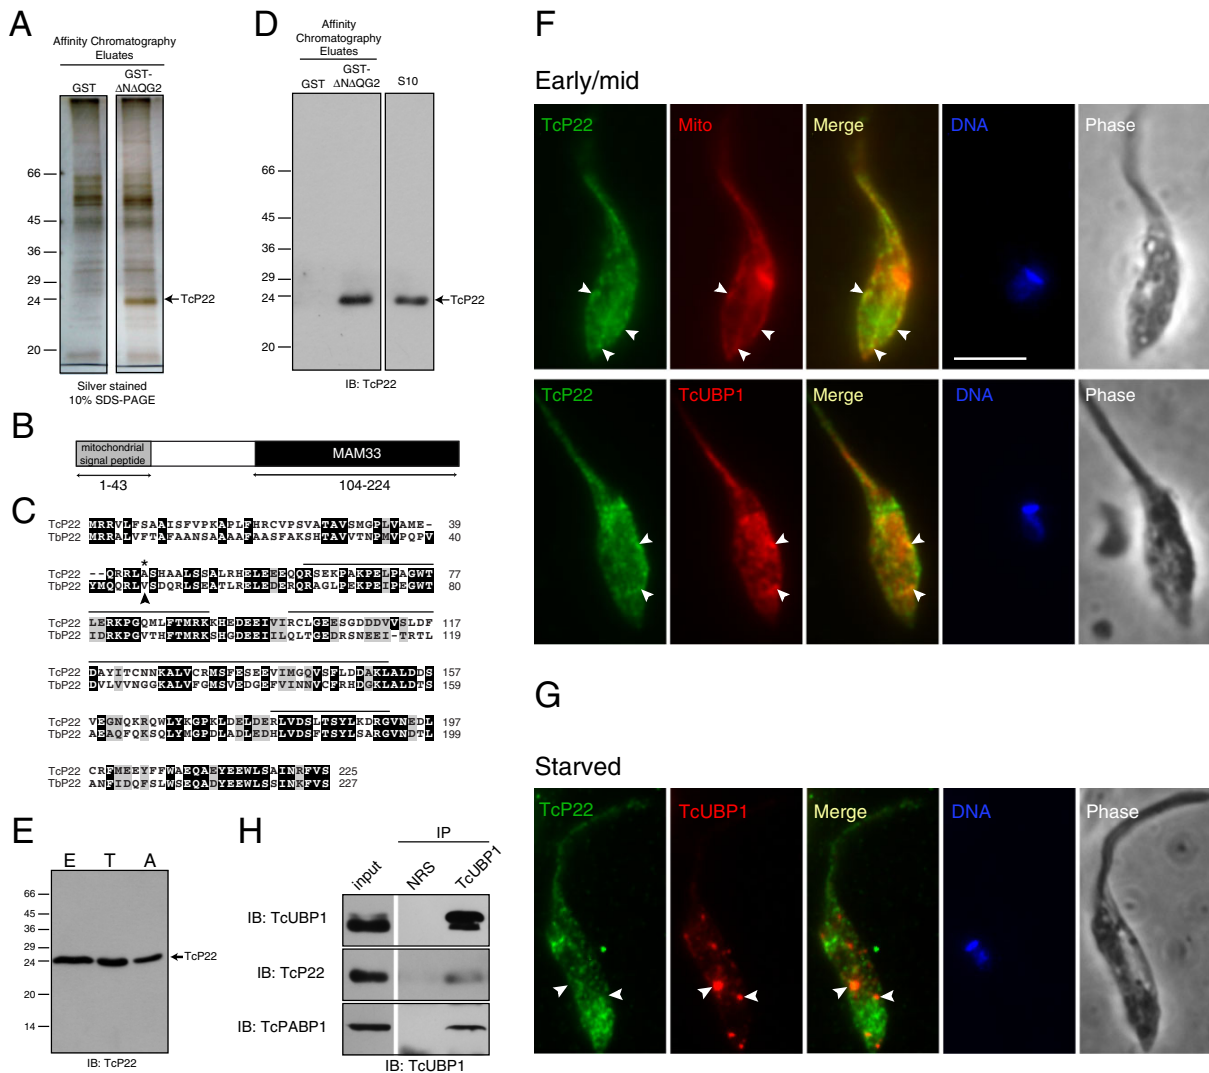 A
Affinity Chromatography
Eluates
GST
GST-
ΔNΔQG2
66
45
36
29
24
20
TcP22
Silver stained
10% SDS-PAGE
B
mitochondrial
signal peptide
MAM33
1-43
104-224
C
TcP22 MRRVLFSAAISFVPKAPLFHRCVPSVATAVSMGPLVAME- 39
TbP22 MRRALVFTAFAANSAAAFAASFAKSHTAVVTNPMVPQPV 40
*
TcP22 --QRRLASHAALSSALRHELEEEQQRSEKPAKPELPAGWT 77
TbP22 YMQQRLVSDQRLSEATLRELEDERQRAGLPEKPEIPEGWT 80
TcP22 LERKPGQMLFTMRKKHEDEEIVIRCLGEESGDDDVVSLDF 117
TbP22 IDRKPGVTHFTMRKSHGDEEIILQLTGEDRSNEEI-TRTL 119
TcP22 DAYITCNNKALVCRMSFESEEVIMGQVSFLDDAKLALDDS 157
TbP22 DVLVVNGGKALVFGMSVEDGEFVINNVCFRHDGKLALDTS 159
TcP22 VEGNQKRQWLYKGPKLDELDERLVDSLTSYLKDRGVNEDL 197
TbP22 AEAQFQKSQLYMGPDLADLEDHLVDSFTSYLSARGVNDTL 199
TcP22 CRFMEEYFFWAEQAEYEEWLSAINRFVS 225
TbP22 ANFIDQFSLWSEQADYEEWLSSINKFVS 227
D
Affinity
Chromatography
Eluates
GST
GST-
ΔNΔQG2
S10
66
45
36
29
24
20
TcP22
IB: TcP22
E
E T A
66
45
36
29
24
20
14
TcP22
IB: TcP22
H
IP
input
NRS
TcUBP1
IB: TcUBP1
IB: TcP22
IB: TcPABP1
IB: TcUBP1
F
Early/mid
TcP22
Mito
Merge
DNA
Phase
TcP22
TcUBP1
Merge
DNA
Phase
G
Starved
TcP22
TcUBP1
Merge
DNA
Phase